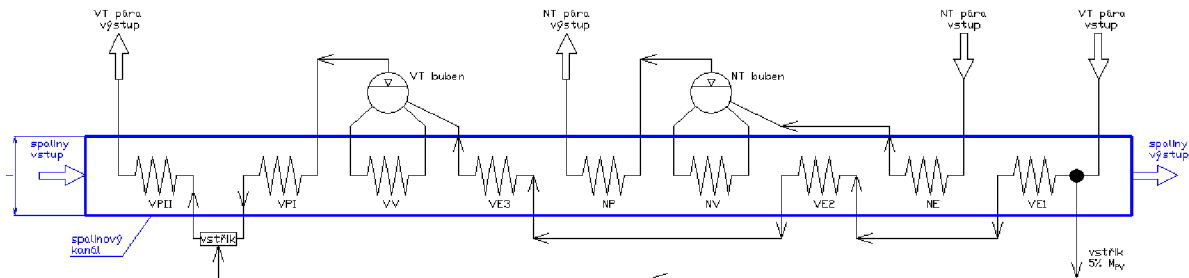 VT pára
výstup
NT pára
výstup
NT pára
vstup
VT pára
vstup
VT buben
NT buben
spaliny
vstup
spaliny
výstup
VPII
VPI
VV
VE3
NP
NV
VE2
NE
VE1
spalinový
kanál
vstřik
vstřik
5% MPV